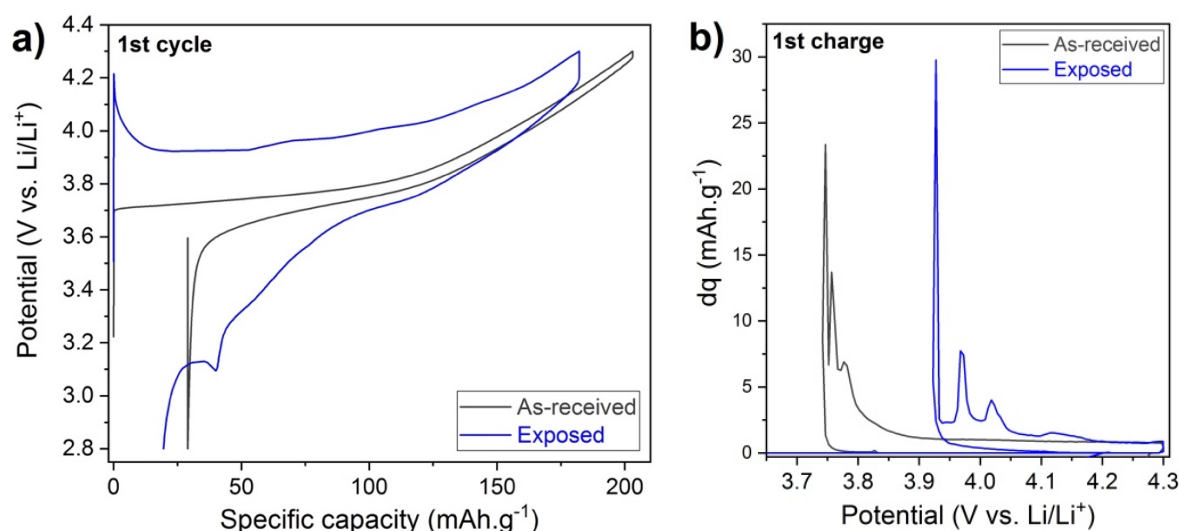 a)
1st cycle
4.4
4.2
4.0
3.8
3.6
3.4
3.2
3.0
2.8
Potential (V vs. Li/Li⁺)
0
50
100
150
200
Specific capacity (mAh.g⁻¹)
As-received
Exposed
b)
1st charge
As-received
Exposed
30
25
20
15
10
5
0
dq (mAh.g⁻¹)
3.7
3.8
3.9
4.0
4.1
4.2
4.3
Potential (V vs. Li/Li⁺)